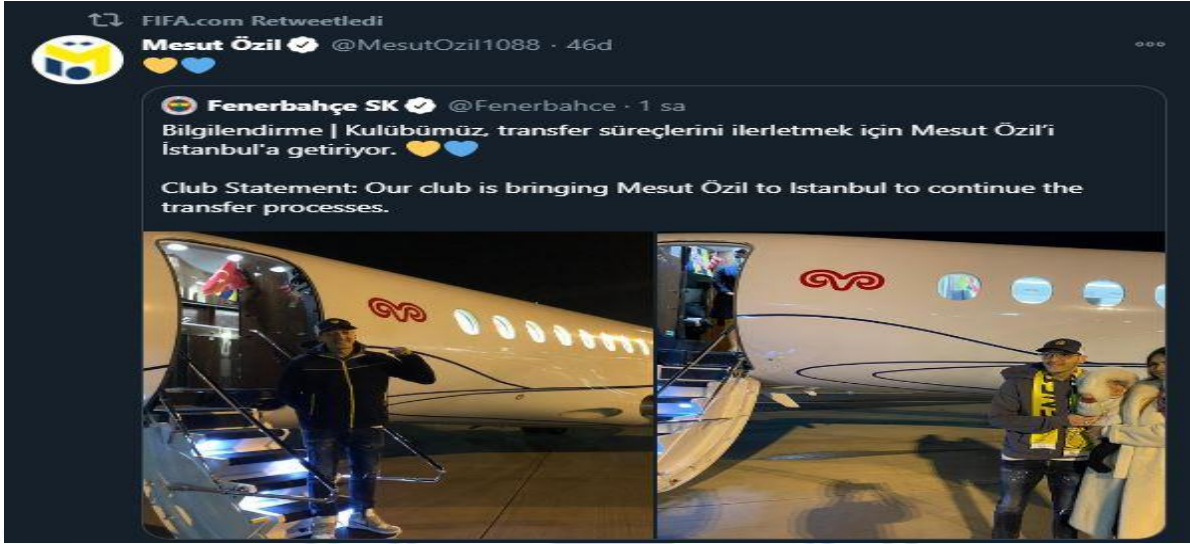 FIFA.com Retweetledi
Mesut Özil @MesutOzil1088 · 46d
Fenerbahçe SK @Fenerbahce · 1 sa
Bilgilendirme | Kulübümüz, transfer süreçlerini ilerletmek için Mesut Özil’i
İstanbul'a getiriyor. 💛💙
Club Statement: Our club is bringing Mesut Özil to Istanbul to continue the
transfer processes.